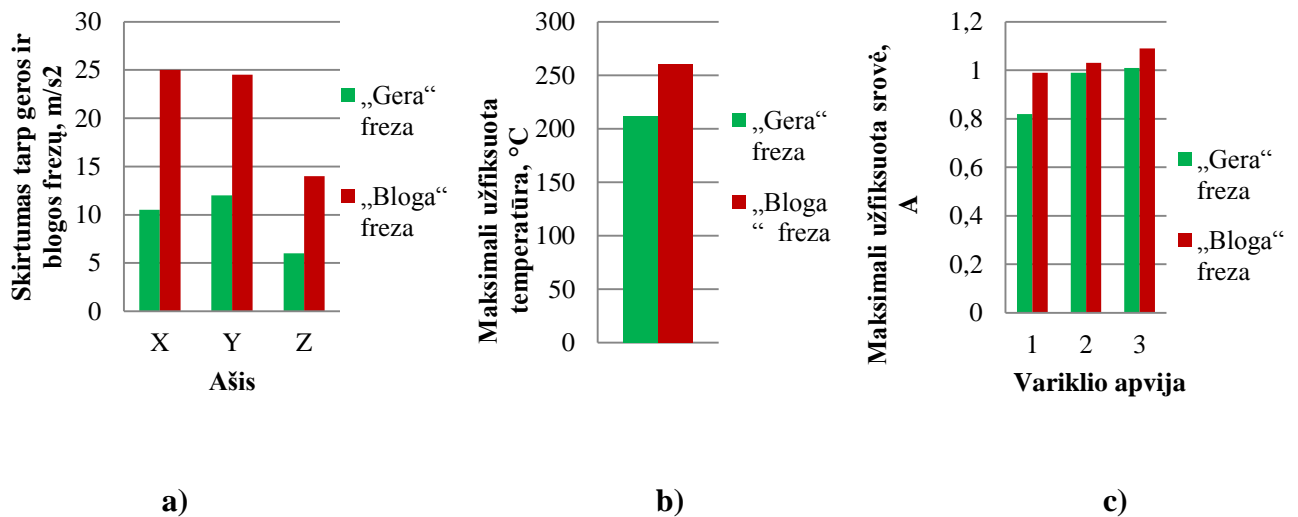 Skirtumas tarp geros ir
blogos frezų, m/s2
30
25
20
15
10
5
0
X Y Z
Ašis
„Gera“
freza
„Bloga“
freza
a)
Maksimali užfiksuota
temperatūra, °C
300
250
200
150
100
50
0
„Gera“
freza
„Bloga
“ freza
b)
Maksimali užfiksuota srovė,
A
1,2
1
0,8
0,6
0,4
0,2
0
1 2 3
Variklio apvija
„Gera“
freza
„Bloga“
freza
c)